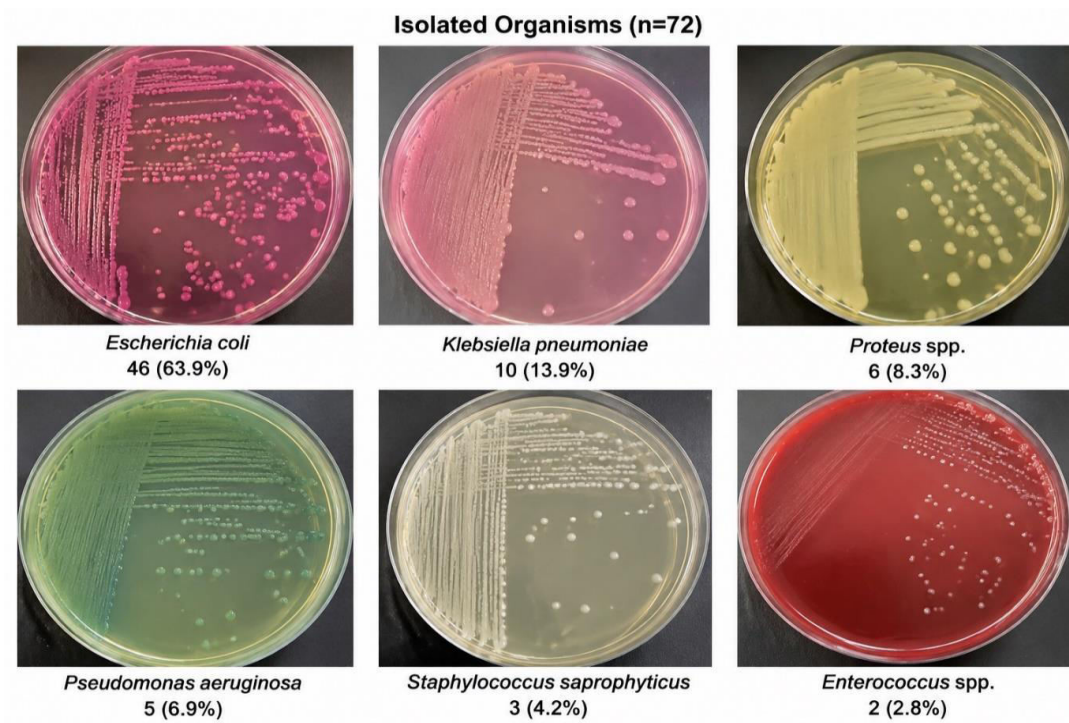 Isolated Organisms (n=72)
Escherichia coli
46 (63.9%)
Klebsiella pneumoniae
10 (13.9%)
Proteus spp.
6 (8.3%)
Pseudomonas aeruginosa
5 (6.9%)
Staphylococcus saprophyticus
3 (4.2%)
Enterococcus spp.
2 (2.8%)